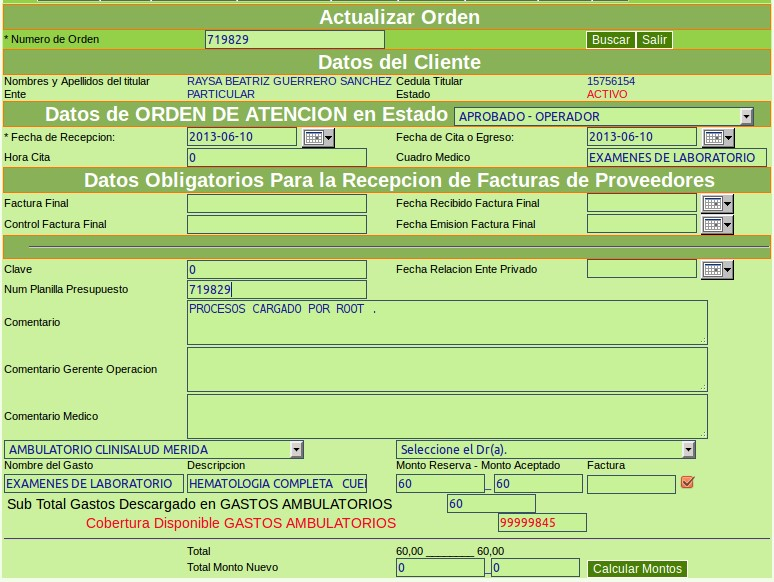 Actualizar Orden
* Numero de Orden 719829 Buscar Salir
Datos del Cliente
Nombres y Apellidos del titular RAYSA BEATRIZ GUERRERO SANCHEZ Cedula Titular 15756154
Ente PARTICULAR Estado ACTIVO
Datos de ORDEN DE ATENCION en Estado APROBADO - OPERADOR
* Fecha de Recepcion: 2013-06-10 Fecha de Cita o Egreso: 2013-06-10
Hora Cita 0 Cuadro Medico EXAMENES DE LABORATORIO
Datos Obligatorios Para la Recepcion de Facturas de Proveedores
Factura Final Fecha Recibido Factura Final
Control Factura Final Fecha Emision Factura Final
Clave 0 Fecha Relacion Ente Privado
Num Planilla Presupuesto 719829
PROCESOS CARGADO POR ROOT .
Comentario
Comentario Gerente Operacion
Comentario Medico
AMBULATORIO CLINISALUD MERIDA Seleccione el Dr(a).
Nombre del Gasto Descripcion Monto Reserva - Monto Aceptado Factura
EXAMENES DE LABORATORIO HEMATOLOGIA COMPLETA 60 _ 60
Sub Total Gastos Descargado en GASTOS AMBULATORIOS 60
Cobertura Disponible GASTOS AMBULATORIOS 99999845
Total 60,00 ________ 60,00
Total Monto Nuevo 0 _ 0 Calcular Montos